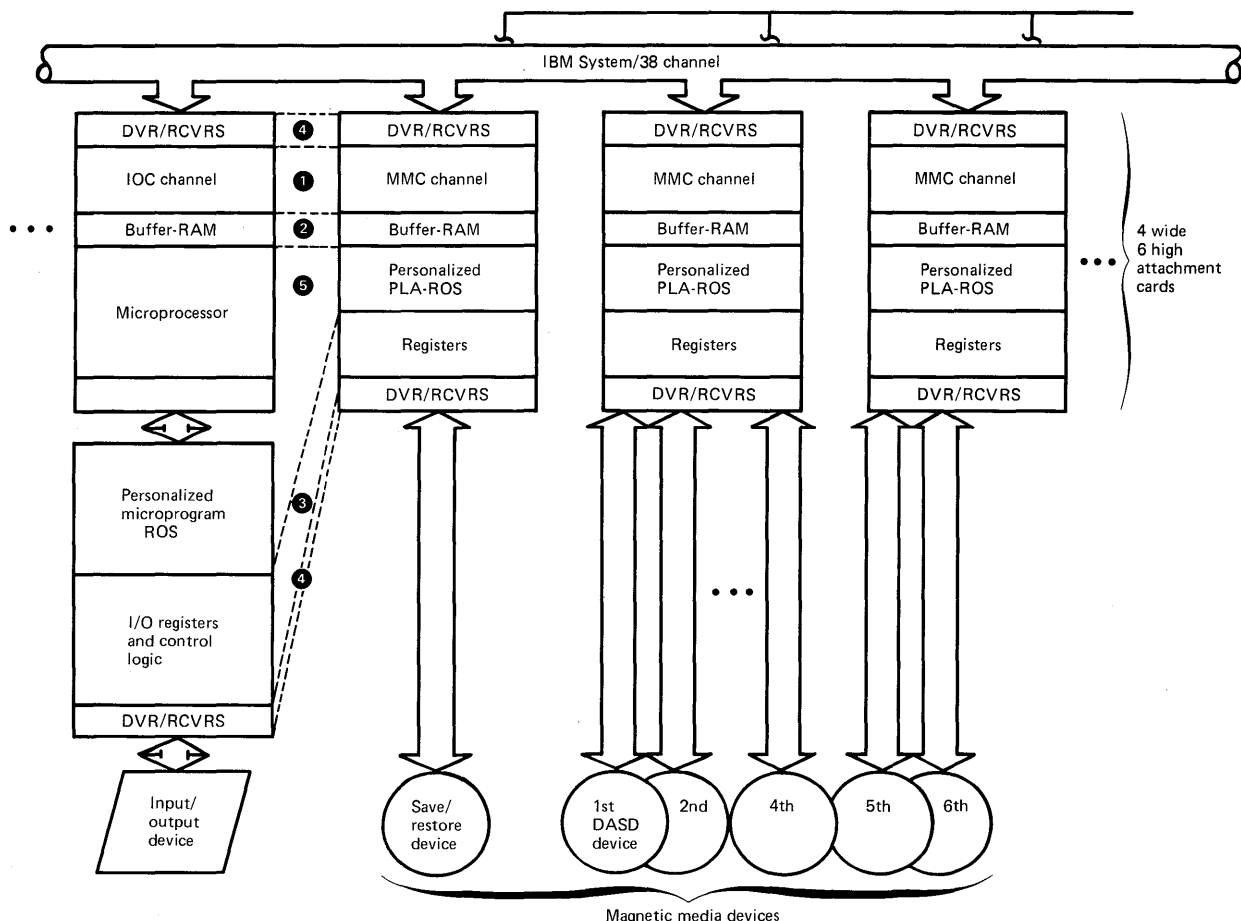 IBM System/38 channel
DVR/RCVRS
4
DVR/RCVRS
DVR/RCVRS
DVR/RCVRS
IOC channel
1
MMC channel
MMC channel
MMC channel
Buffer-RAM
2
Buffer-RAM
Buffer-RAM
Buffer-RAM
4 wide
6 high
attachment
cards
Microprocessor
5
Personalized
PLA-ROS
Personalized
PLA-ROS
Personalized
PLA-ROS
Registers
Registers
Registers
DVR/RCVRS
DVR/RCVRS
DVR/RCVRS
Personalized
microprogram
ROS
3
4
I/O registers
and control
logic
DVR/RCVRS
Input/
output
device
Save/
restore
device
1st
DASD
device
2nd
4th
5th
6th
Magnetic media devices